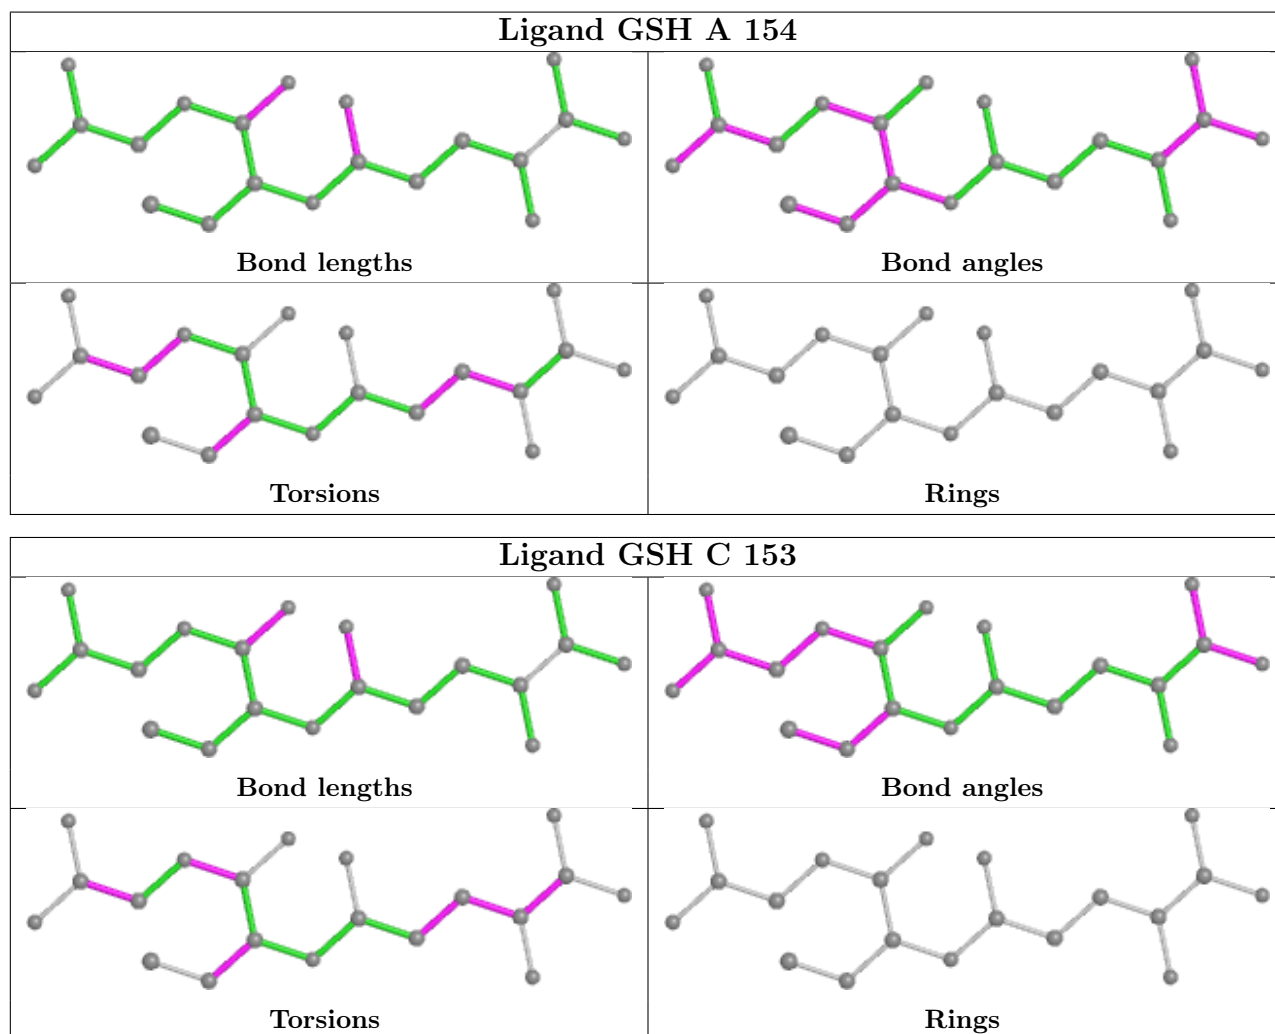 Ligand GSH A 154
Bond lengths
Bond angles
Torsions
Rings
Ligand GSH C 153
Bond lengths
Bond angles
Torsions
Rings